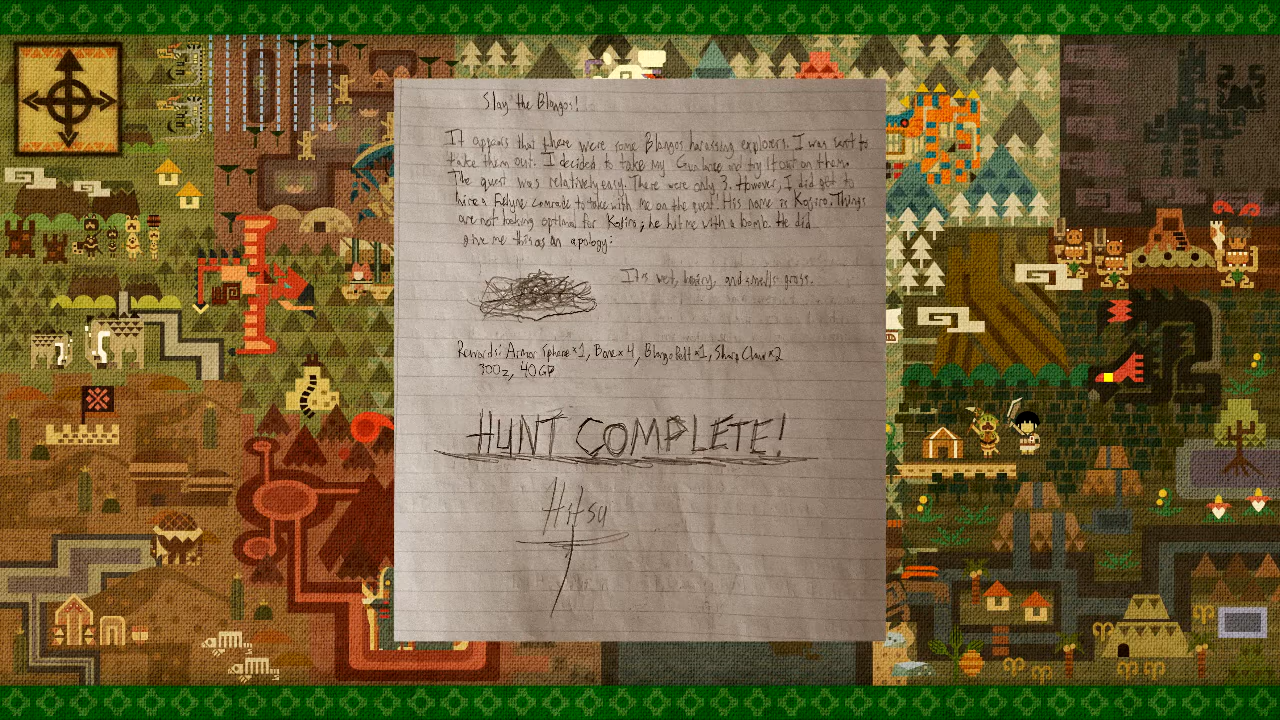 Slay the Blangos!
It appears that there were some Blangos harassing explorers. I was sent to
take them out. I decided to take my Gunlance and try it out on them.
The quest was relatively easy. There were only 3. However, I did get to
hire a Felyne comrade to take with me on the quest! His name is Kojiro. Things
are not looking optimal for Kojiro; he hit me with a bomb. He did
give me this as an apology:
It's wet, heavy, and smells gross.
Rewards: Armor Sphere x1, Bone x4, Blango Pelt x1, Sharp Claw x2
300z, 40GP
HUNT COMPLETE!